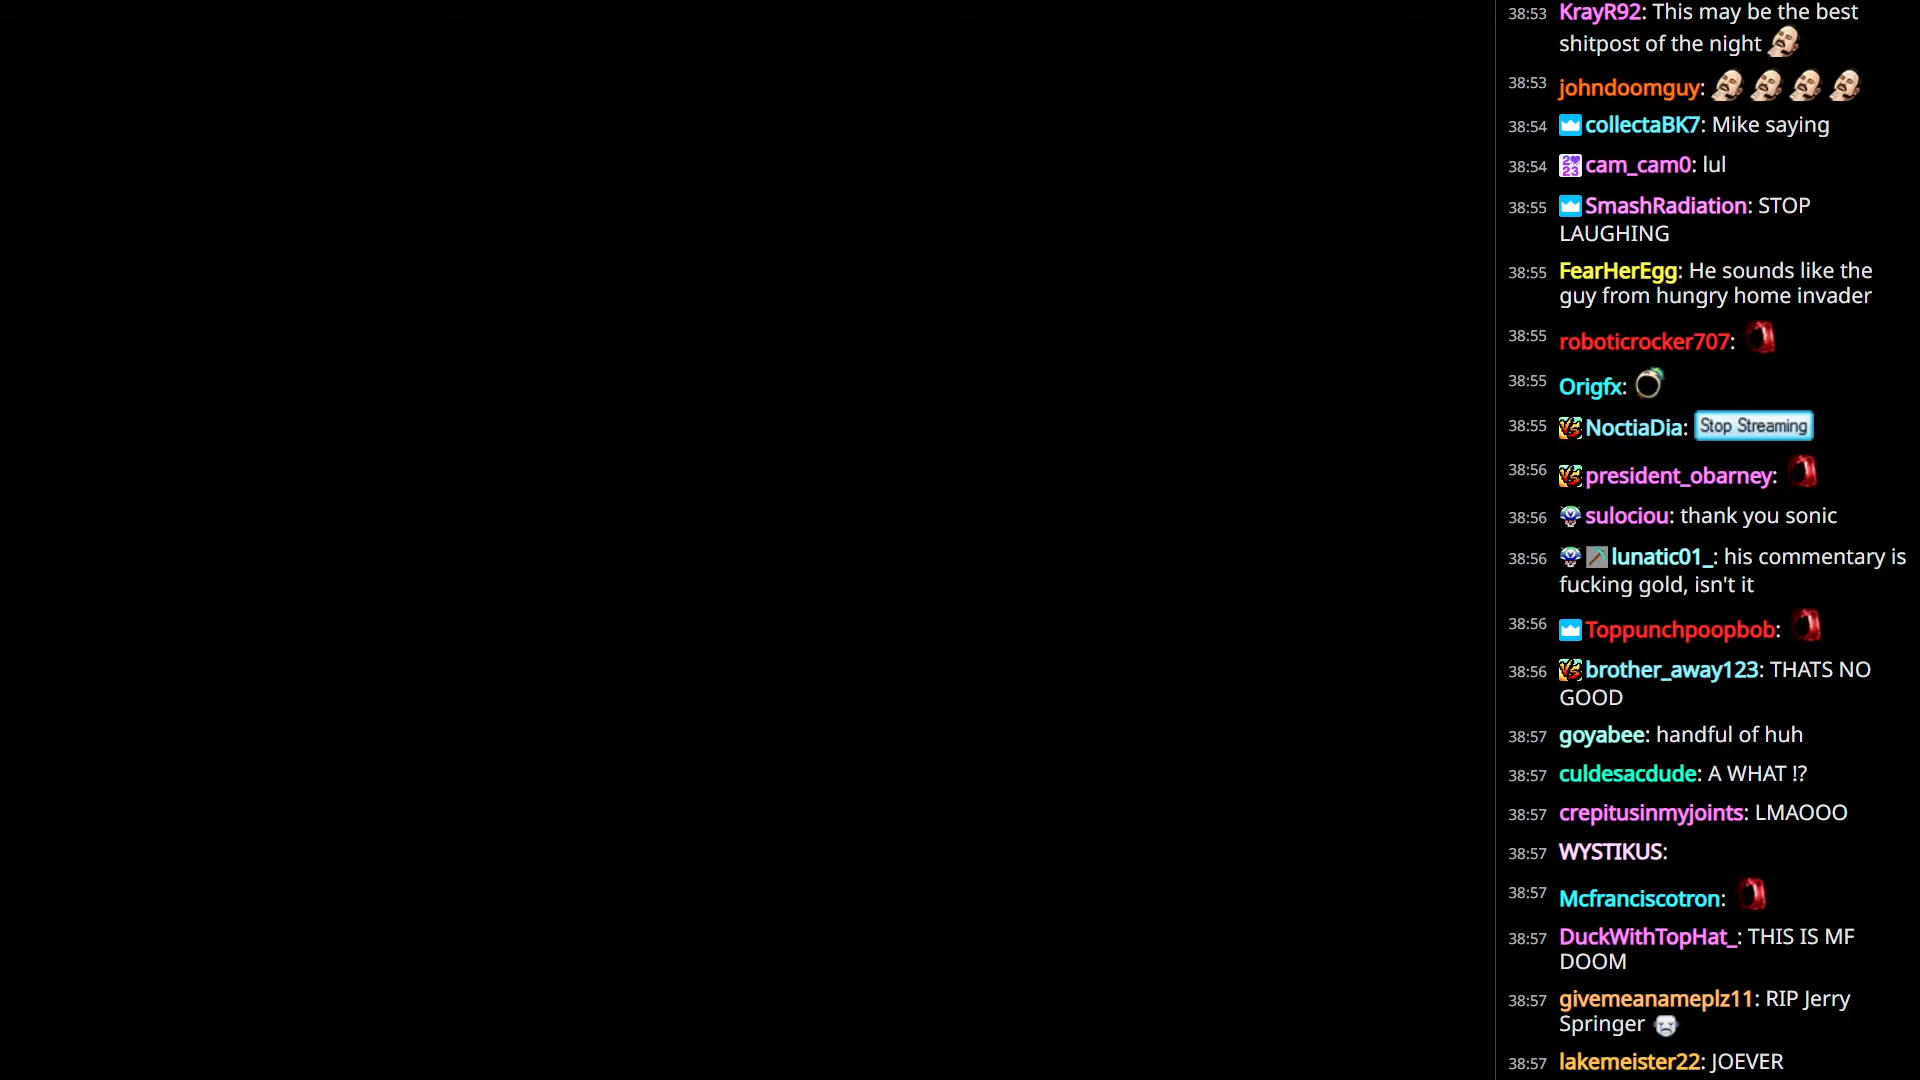 38:53 KrayR92: This may be the best
shitpost of the night
38:53 johndoomguy:
38:54 collectaBK7: Mike saying
38:54 cam_cam0: lul
38:55 SmashRadiation: STOP
LAUGHING
38:55 FearHerEgg: He sounds like the
guy from hungry home invader
38:55 roboticrocker707:
38:55 Origfx:
38:55 NoctiaDia: Stop Streaming
38:56 president_obarney:
38:56 sulociou: thank you sonic
38:56 lunatic01_: his commentary is
fucking gold, isn't it
38:56 Toppunchpoopbob:
38:56 brother_away123: THATS NO
GOOD
38:57 goyabee: handful of huh
38:57 culdesacdude: A WHAT !?
38:57 crepitusinmyjoints: LMAOOO
38:57 WYSTIKUS:
38:57 Mcfranciscotron:
38:57 DuckWithTopHat_: THIS IS MF
DOOM
38:57 givemeanameplz11: RIP Jerry
Springer
38:57 lakemeister22: JOEVER